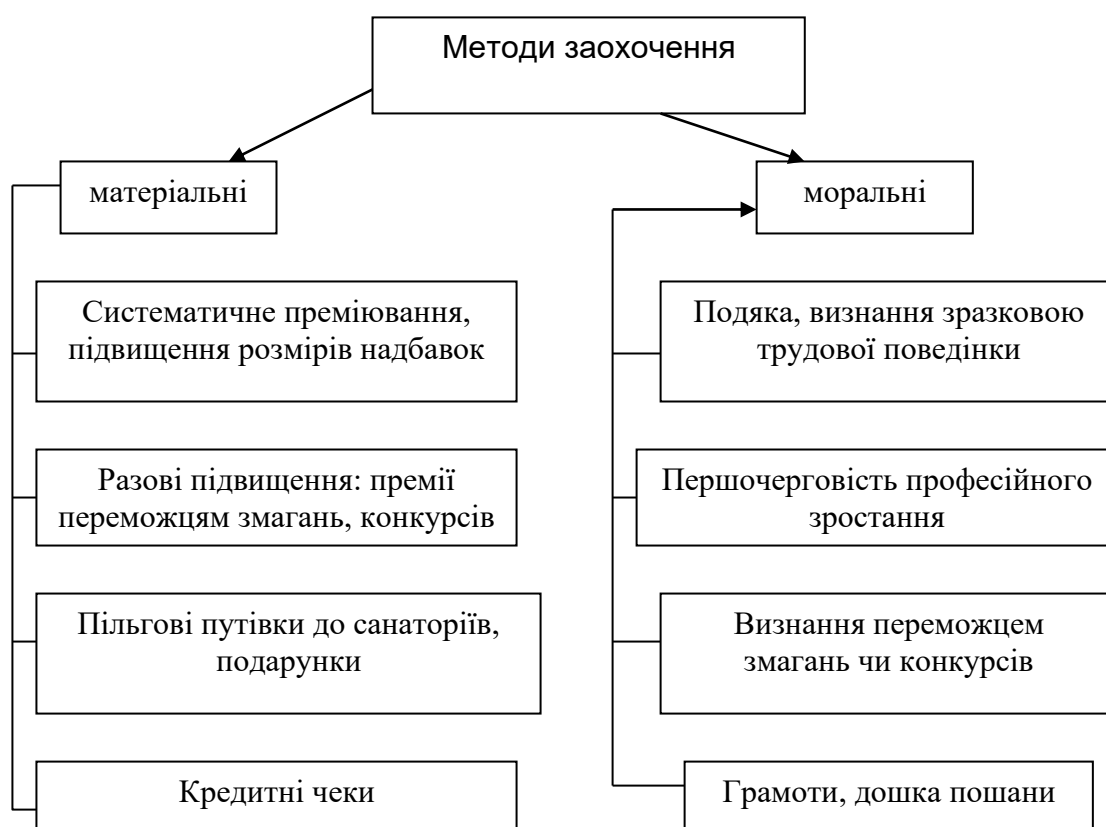 Методи заохочення
матеріальні
моральні
Систематичне преміювання,
підвищення розмірів надбавок
Подяка, визнання зразковою
трудової поведінки
Разові підвищення: премії
переможцям змагань, конкурсів
Першочерговість професійного
зростання
Пільгові путівки до санаторіїв,
подарунки
Визнання переможцем
змагань чи конкурсів
Кредитні чеки
Грамоти, дошка пошани